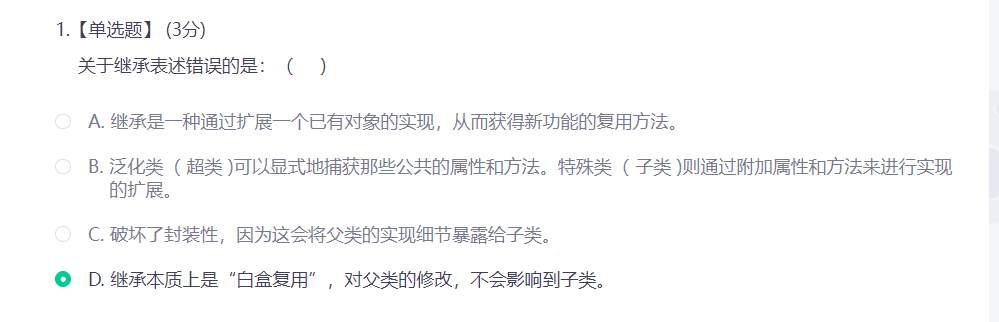 1.【单选题】 (3分)
关于继承表述错误的是：（ ）
A. 继承是一种通过扩展一个已有对象的实现，从而获得新功能的复用方法。
B. 泛化类（ 超类 )可以显式地捕获那些公共的属性和方法。特殊类（ 子类 )则通过附加属性和方法来进行实现
的扩展。
C. 破坏了封装性，因为这会将父类的实现细节暴露给子类。
D. 继承本质上是“白盒复用”，对父类的修改，不会影响到子类。